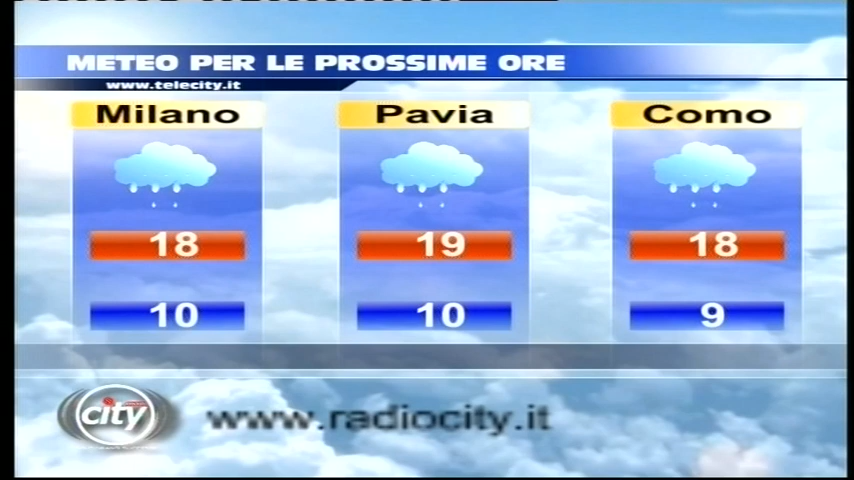 METEO PER LE PROSSIME ORE
www.telecity.it
Milano Pavia Como
18 19 18
10 10 9
city
www.radiocity.it